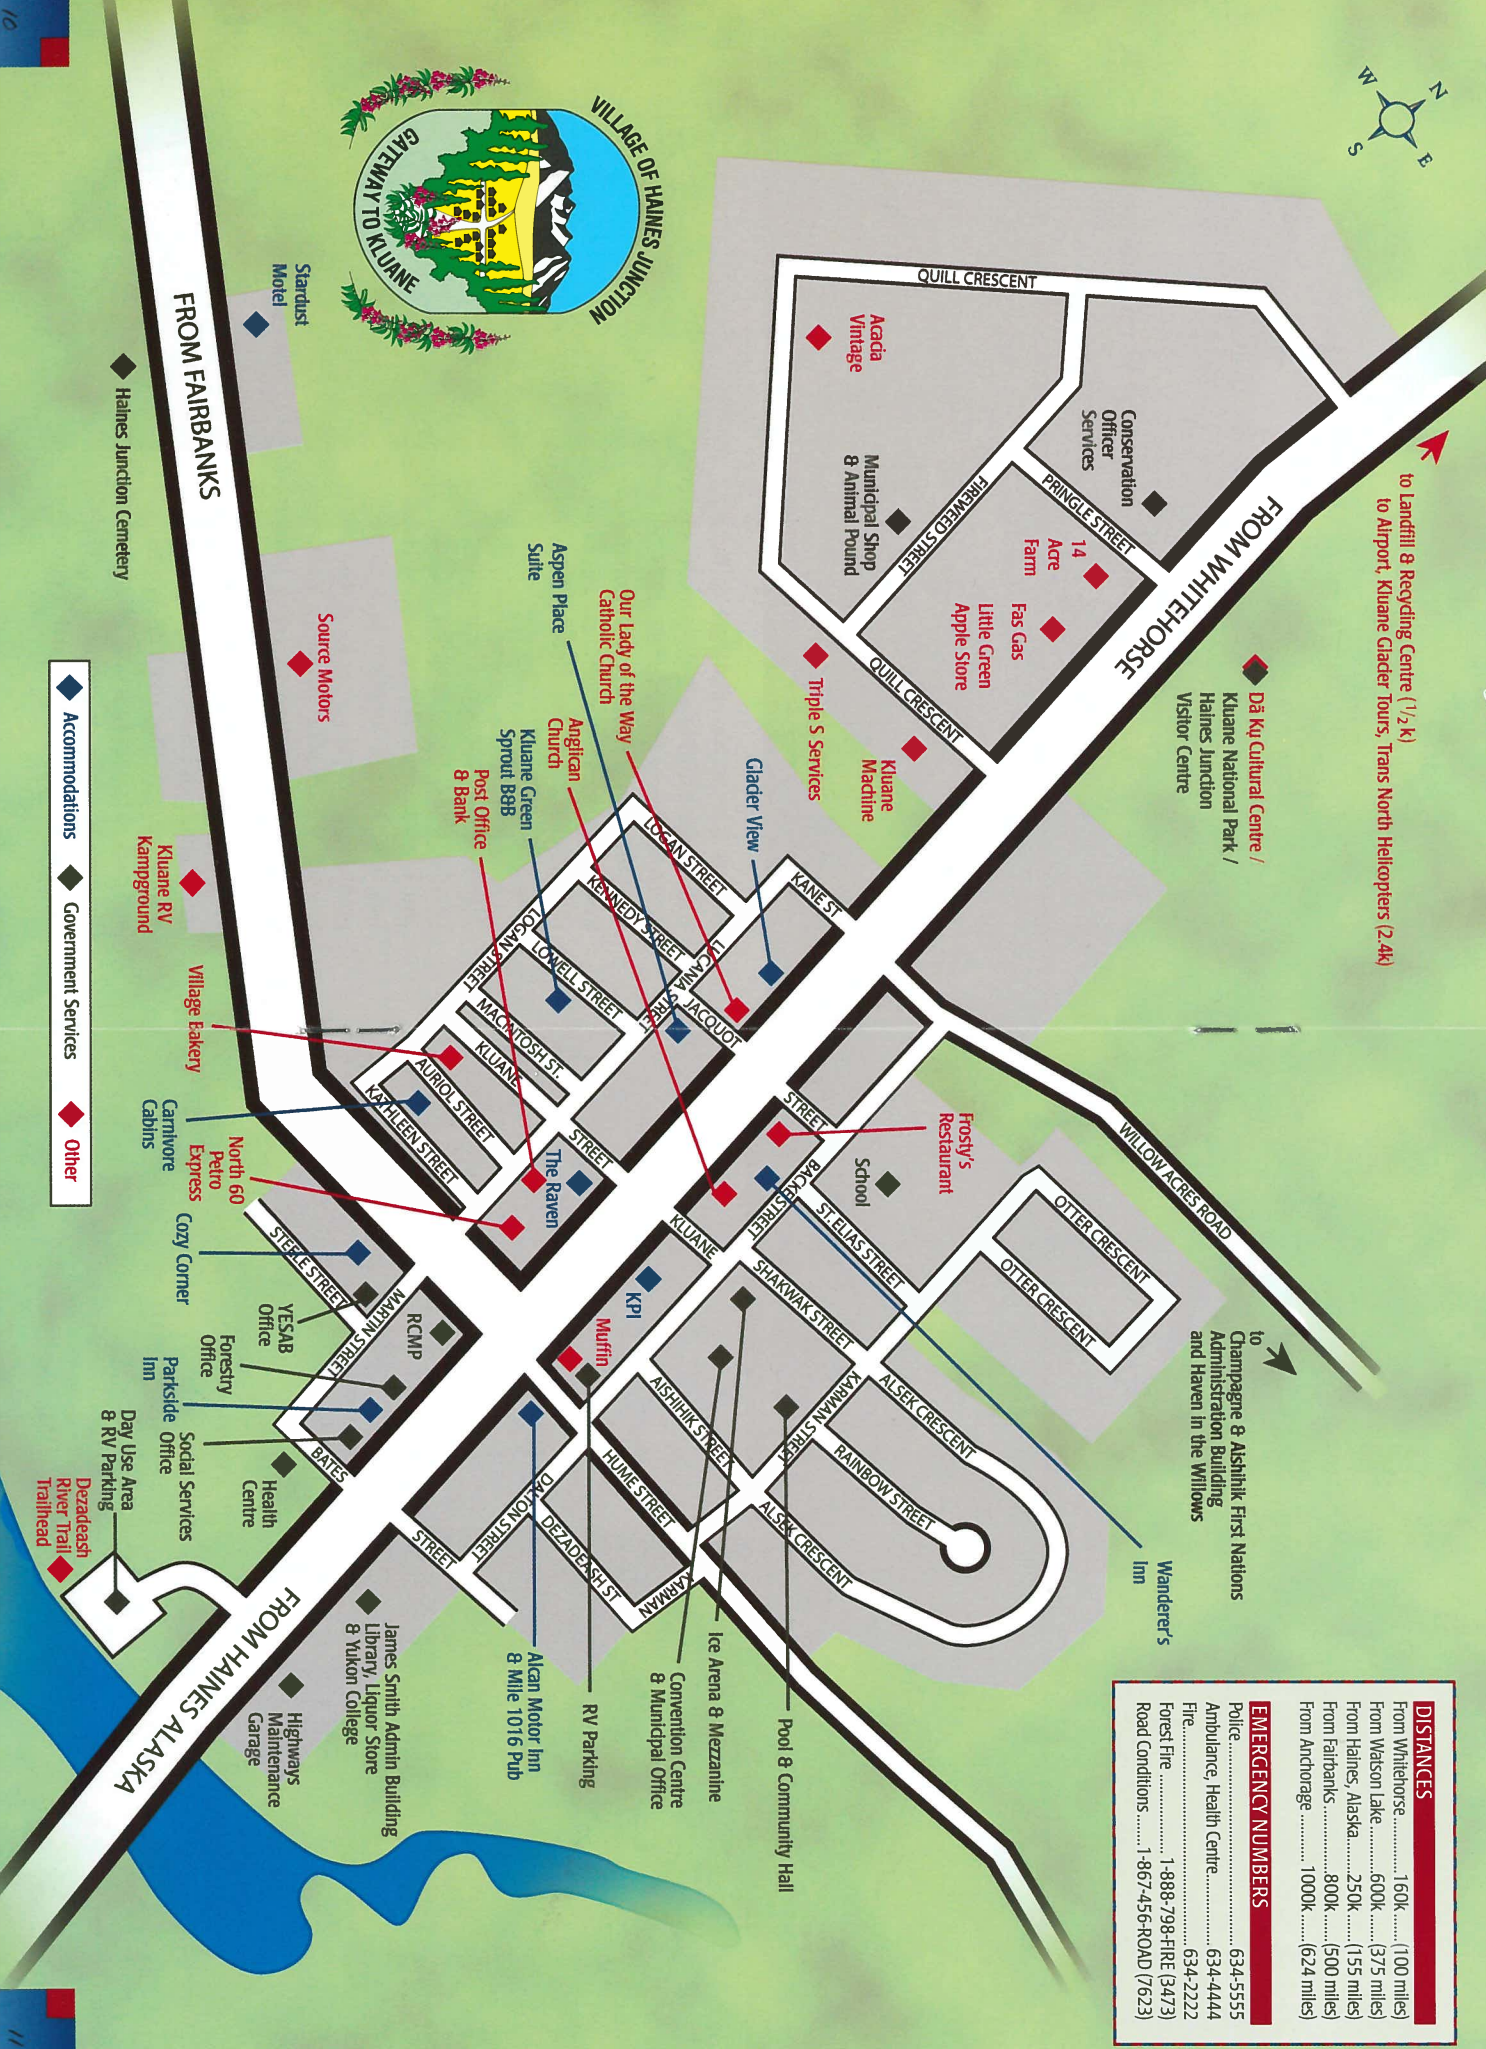 10
N
E
S
W
VILLAGE OF HAINES JUNCTION
GATEWAY TO KLUANE
to Landfill & Recycling Centre (1/2 k)
to Airport, Kluane Glacier Tours, Trans North Helicopters (2.4k)
FROM WHITEHORSE
QUILL CRESCENT
Acacia
Vintage
Conservation
Officer
Services
Municipal Shop
& Animal Pound
FIREWEED STREET
PRINGLE STREET
14
Acre
Farm
Fas Gas
Little Green
Apple Store
QUILL CRESCENT
Triple S Services
Kluane
Machine
Dä Kų Cultural Centre /
Kluane National Park /
Haines Junction
Visitor Centre
Stardust
Motel
FROM FAIRBANKS
Haines Junction Cemetery
Source Motors
Kluane RV
Kampground
Aspen Place
Suite
Our Lady of the Way
Catholic Church
Anglican
Church
Kluane Green
Sprout B&B
Post Office
& Bank
Glacier View
LOGAN STREET
KANE ST
KENNEDY STREET
LUCANIA STREET
LOGAN STREET
LOWELL STREET
JACQUOT
STREET
MACINTOSH ST.
KLUANE
STREET
AURIOL STREET
KATHLEEN STREET
Village Bakery
Carnivore
Cabins
North 60
Petro
Express
The Raven
Cozy Corner
STEELE STREET
MARTIN STREET
YESAB
Office
RCMP
Forestry
Office
Parkside
Inn
Social Services
Office
BATES
STREET
Health
Centre
Day Use Area
& RV Parking
Dezadeash
River Trail
Trailhead
FROM HAINES ALASKA
Highways
Maintenance
Garage
James Smith Admin Building
Library, Liquor Store
& Yukon College
Alcan Motor Inn
& Mile 1016 Pub
RV Parking
Convention Centre
& Municipal Office
Ice Arena & Mezzanine
Pool & Community Hall
Frosty's
Restaurant
School
BACKE STREET
ST. ELIAS STREET
KLUANE
SHAKWAK STREET
KPI
Muffin
AISHIHIK STREET
KARMAN STREET
HUME STREET
DALTON STREET
DEZADEASH ST
KARMAN
ALSEK CRESCENT
RAINBOW STREET
ALSEK CRESCENT
OTTER CRESCENT
OTTER CRESCENT
WILLOW ACRES ROAD
to
Champagne & Aishihik First Nations
Administration Building
and Haven in the Willows
Wanderer's
Inn
DISTANCES
From Whitehorse............160k.....(100 miles)
From Watson Lake.........600k.....(375 miles)
From Haines, Alaska.......250k.....(155 miles)
From Fairbanks...............800k.....(500 miles)
From Anchorage............1000k.....(624 miles)
EMERGENCY NUMBERS
Police.......................................634-5555
Ambulance, Health Centre............634-4444
Fire..........................................634-2222
Forest Fire................1-888-798-FIRE (3473)
Road Conditions........1-867-456-ROAD (7623)
Accommodations
Government Services
Other
11